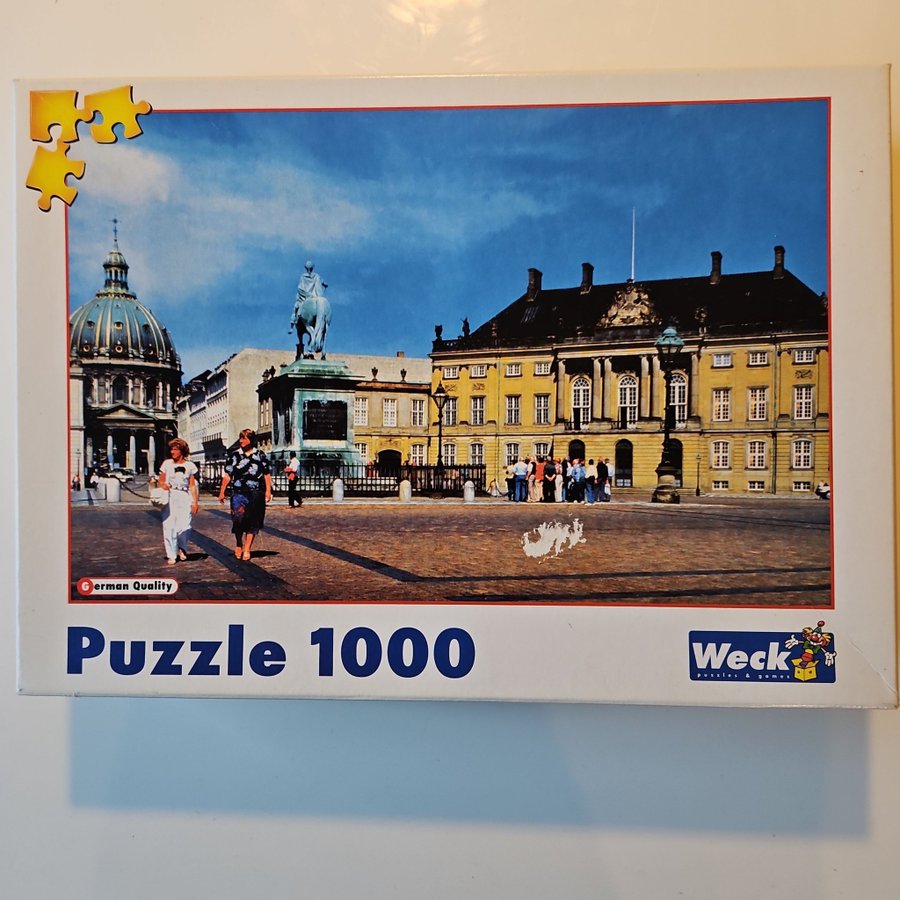 German Quality
Puzzle 1000
Weck
puzzles & games